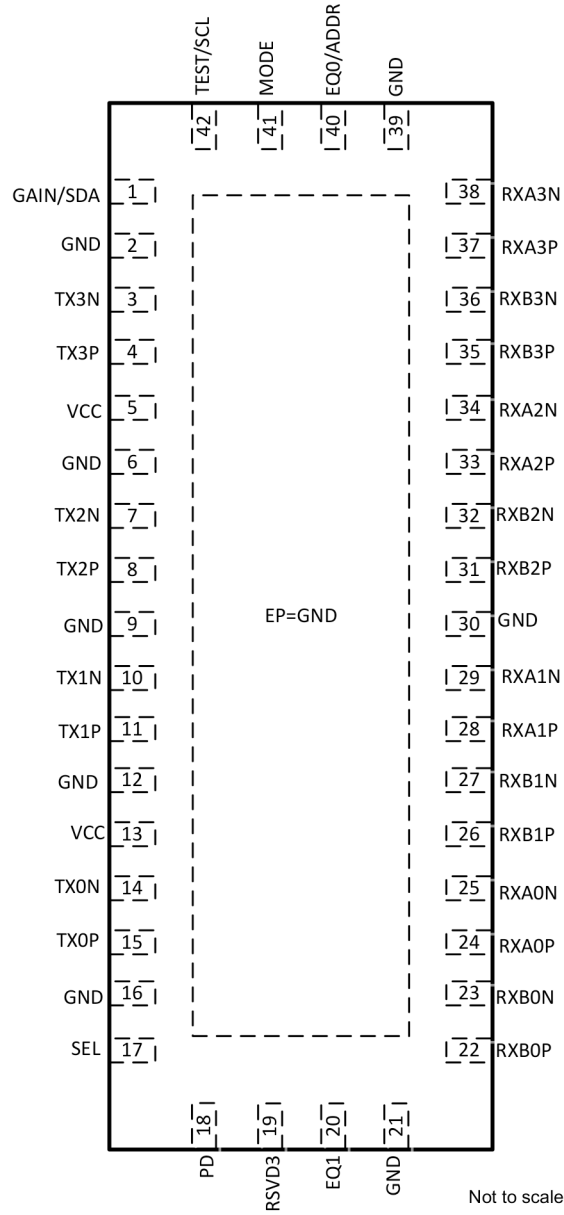 TEST/SCL
MODE
EQ0/ADDR
GND
42
41
40
39
GAIN/SDA 1
38 RXA3N
GND 2
37 RXA3P
TX3N 3
36 RXB3N
TX3P 4
35 RXB3P
VCC 5
34 RXA2N
GND 6
33 RXA2P
TX2N 7
32 RXB2N
TX2P 8
31 RXB2P
GND 9
EP=GND
30 GND
TX1N 10
29 RXA1N
TX1P 11
28 RXA1P
GND 12
27 RXB1N
VCC 13
26 RXB1P
TX0N 14
25 RXA0N
TX0P 15
24 RXA0P
GND 16
23 RXB0N
SEL 17
22 RXB0P
18
19
20
21
PD
RSVD3
EQ1
GND
Not to scale